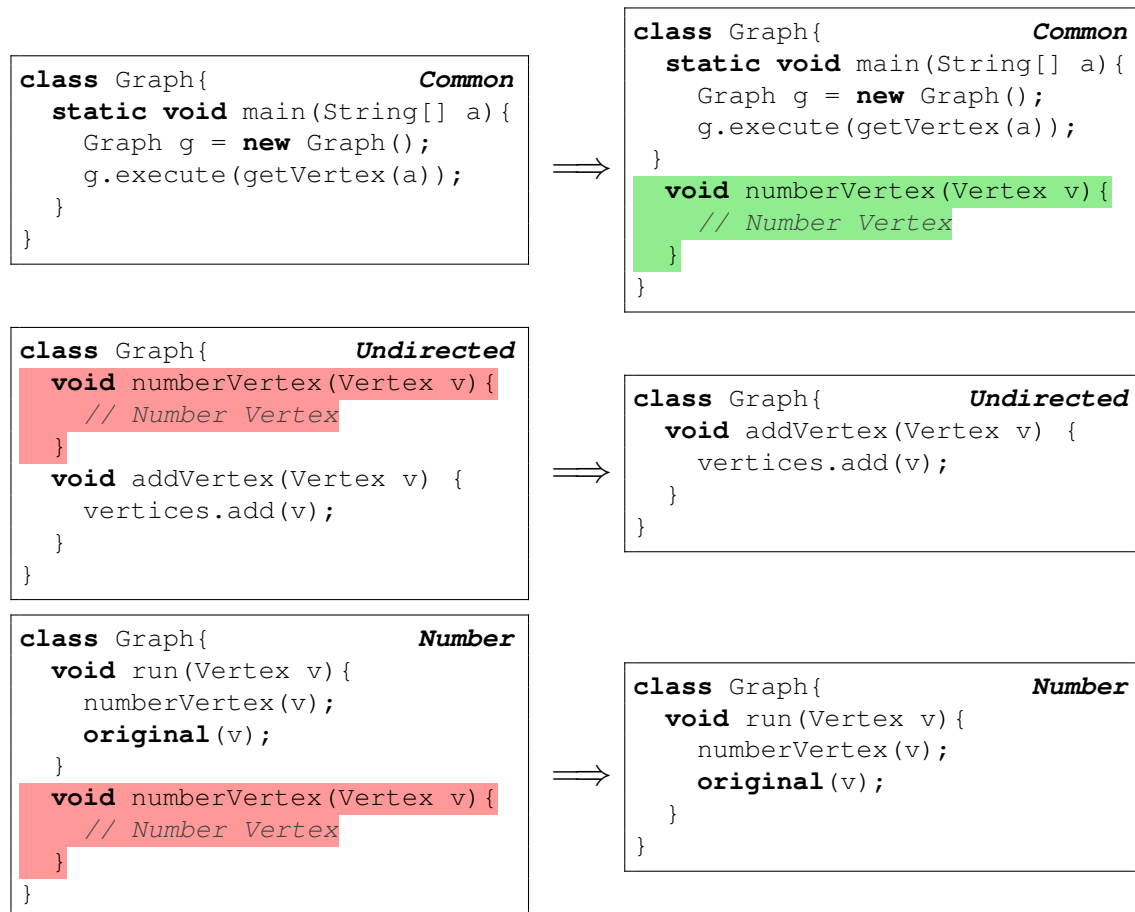 class Graph{ Common
  static void main(String[] a){
    Graph g = new Graph();
    g.execute(getVertex(a));
  }
}
⟹
class Graph{ Common
  static void main(String[] a){
    Graph g = new Graph();
    g.execute(getVertex(a));
 }
  void numberVertex(Vertex v){
    // Number Vertex
  }
}
class Graph{ Undirected
  void numberVertex(Vertex v){
    // Number Vertex
  }
  void addVertex(Vertex v) {
    vertices.add(v);
  }
}
⟹
class Graph{ Undirected
  void addVertex(Vertex v) {
    vertices.add(v);
  }
}
class Graph{ Number
  void run(Vertex v){
    numberVertex(v);
    original(v);
  }
  void numberVertex(Vertex v){
    // Number Vertex
  }
}
⟹
class Graph{ Number
  void run(Vertex v){
    numberVertex(v);
    original(v);
  }
}